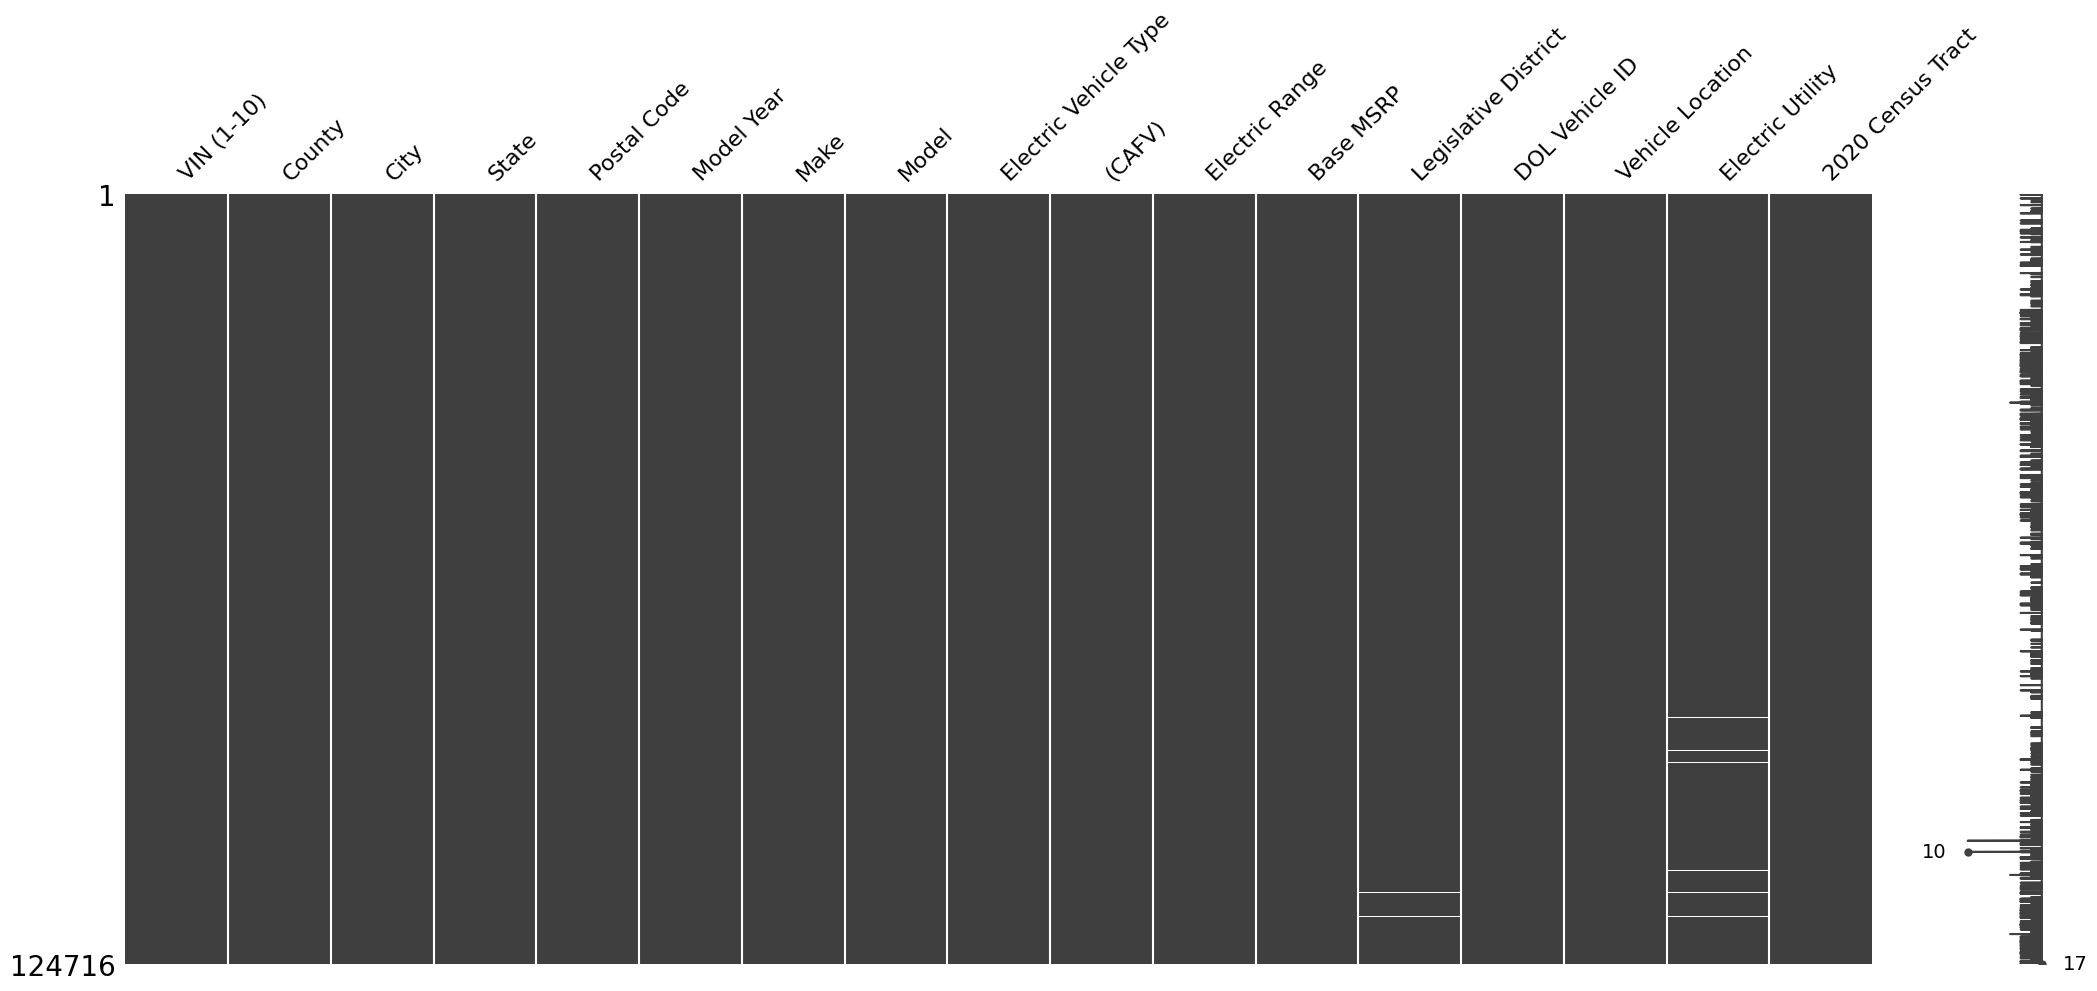 VIN (1-10)
County
City
State
Postal Code
Model Year
Make
Model
Electric Vehicle Type
(CAFV)
Electric Range
Base MSRP
Legislative District
DOL Vehicle ID
Vehicle Location
Electric Utility
2020 Census Tract
1
10
124716
17